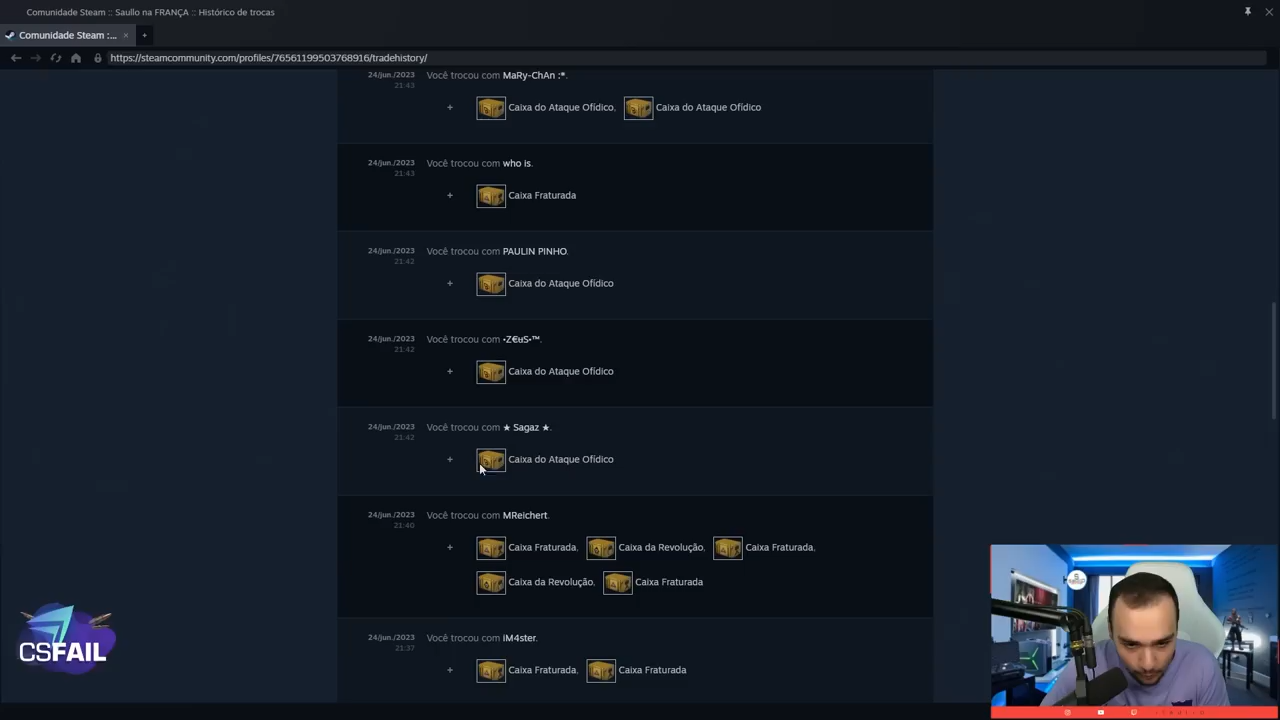 Comunidade Steam :: Saullo na FRANÇA :: Histórico de trocas
Comunidade Steam :...
https://steamcommunity.com/profiles/76561199503768916/tradehistory/
24/jun./2023 Você trocou com MaRy-ChAn :*.
21:43
+ Caixa do Ataque Ofídico, Caixa do Ataque Ofídico
24/jun./2023 Você trocou com who is.
21:43
+ Caixa Fraturada
24/jun./2023 Você trocou com PAULIN PINHO.
21:42
+ Caixa do Ataque Ofídico
24/jun./2023 Você trocou com •Z€ʉS•™.
21:42
+ Caixa do Ataque Ofídico
24/jun./2023 Você trocou com ★ Sagaz ★.
21:42
+ Caixa do Ataque Ofídico
24/jun./2023 Você trocou com MReichert.
21:40
+ Caixa Fraturada, Caixa da Revolução, Caixa Fraturada,
Caixa da Revolução, Caixa Fraturada
24/jun./2023 Você trocou com iM4ster.
21:37
+ Caixa Fraturada, Caixa Fraturada
CSFAIL